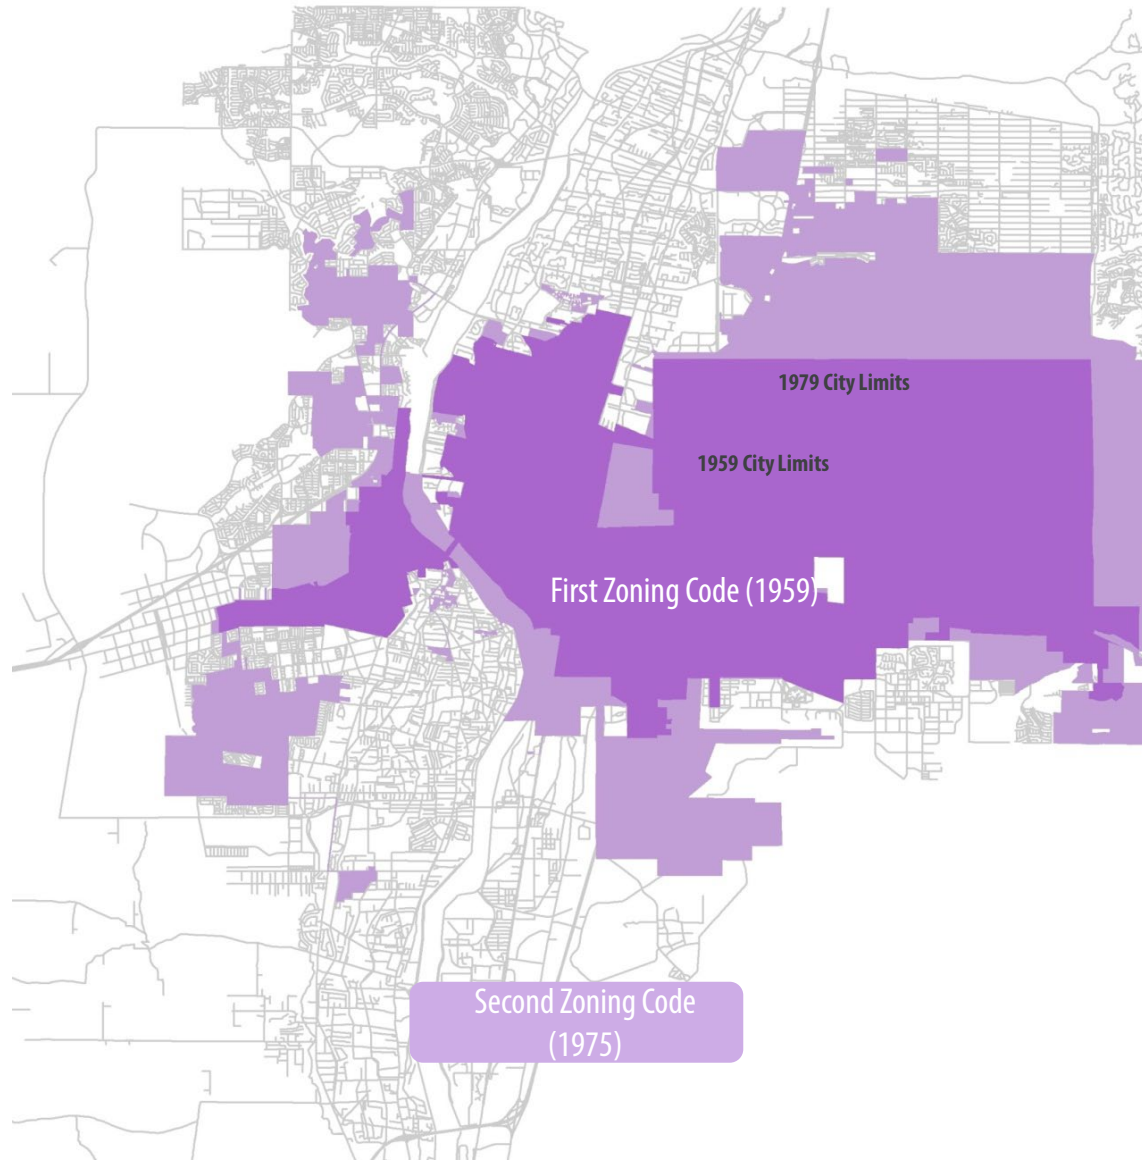 1979 City Limits
1959 City Limits
First Zoning Code (1959)
Second Zoning Code
(1975)